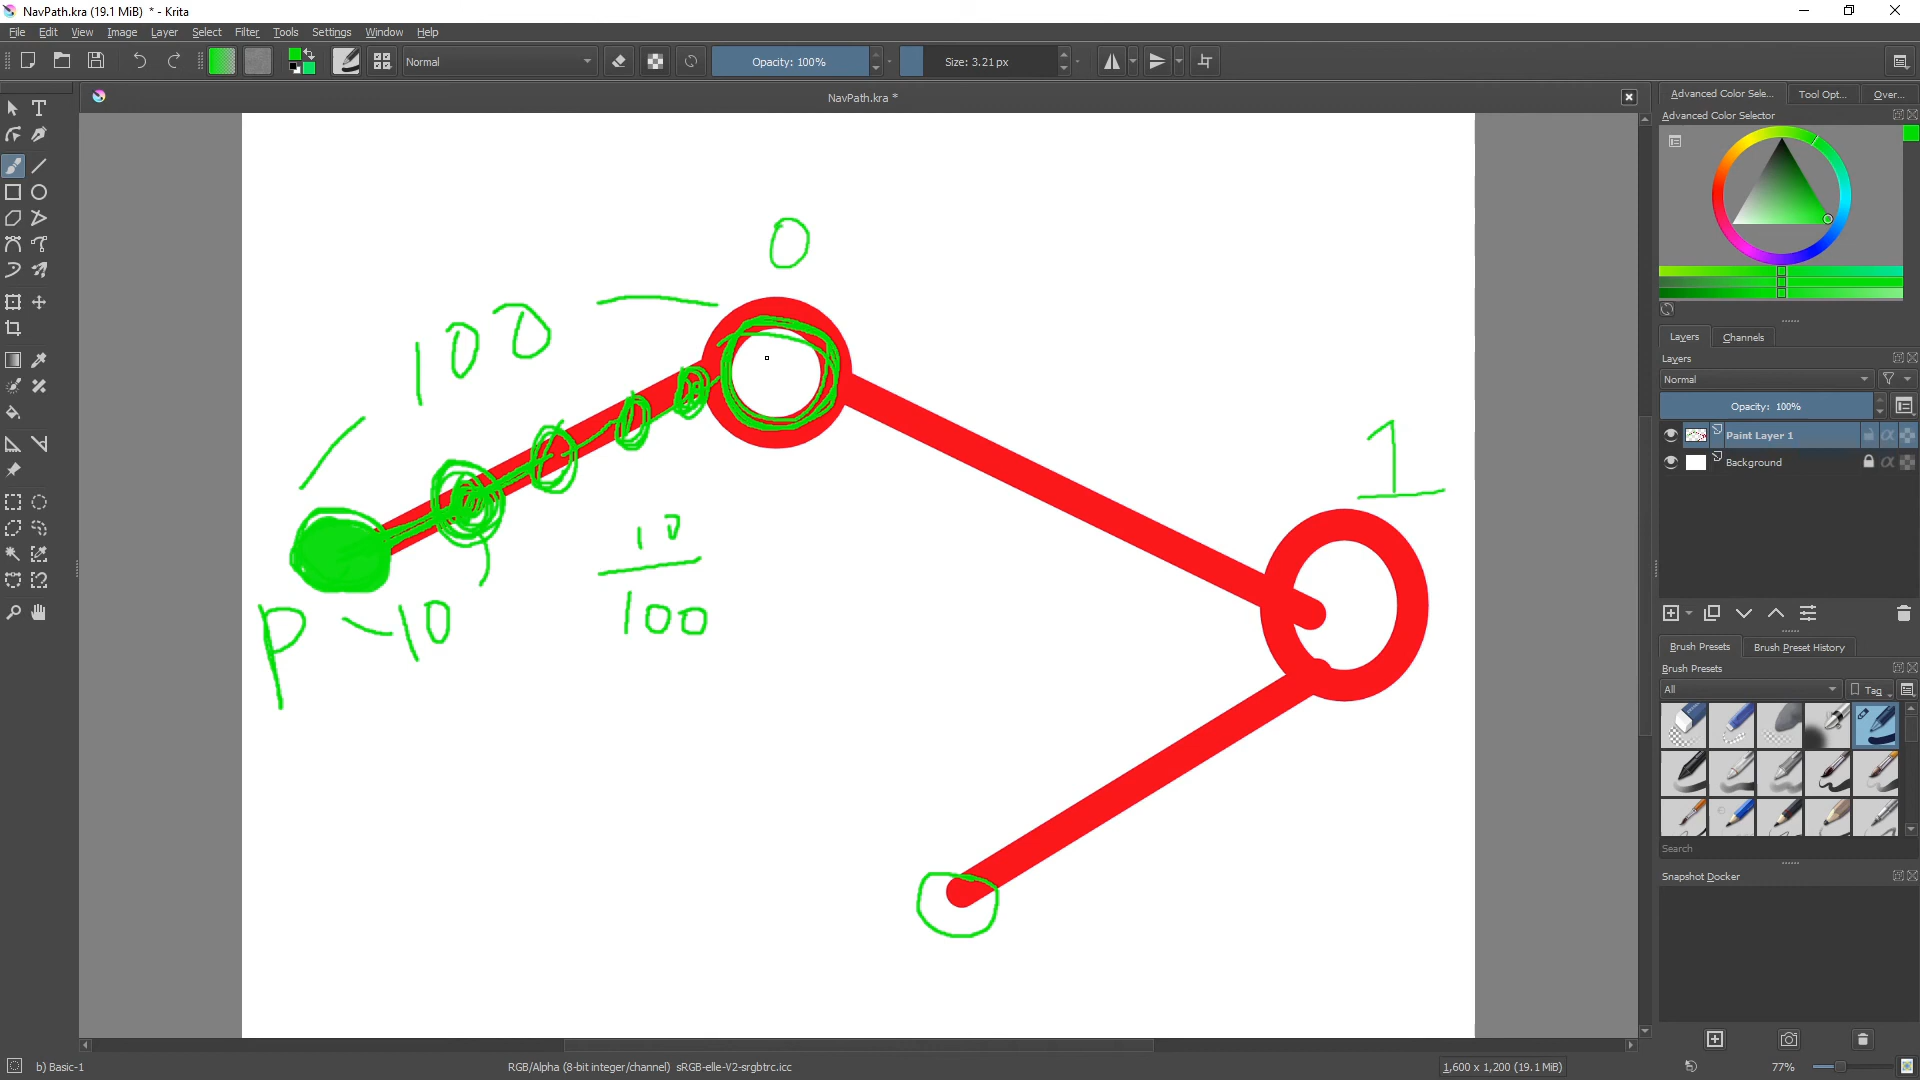 NavPath.kra (19.1 MiB) * - Krita
File Edit View Image Layer Select Filter Tools Settings Window Help
Normal
Opacity: 100%
Size: 3.21 px
NavPath.kra *
Advanced Color Sele... Tool Opt... Over...
Advanced Color Selector
0
100
1
10
100
P ~10
Layers Channels
Layers
Normal
Opacity: 100%
Paint Layer 1
Background
Brush Presets Brush Preset History
Brush Presets
All
Tag
Search
Snapshot Docker
b) Basic-1
RGB/Alpha (8-bit integer/channel) sRGB-elle-V2-srgbtrc.icc
1,600 x 1,200 (19.1 MiB)
77%